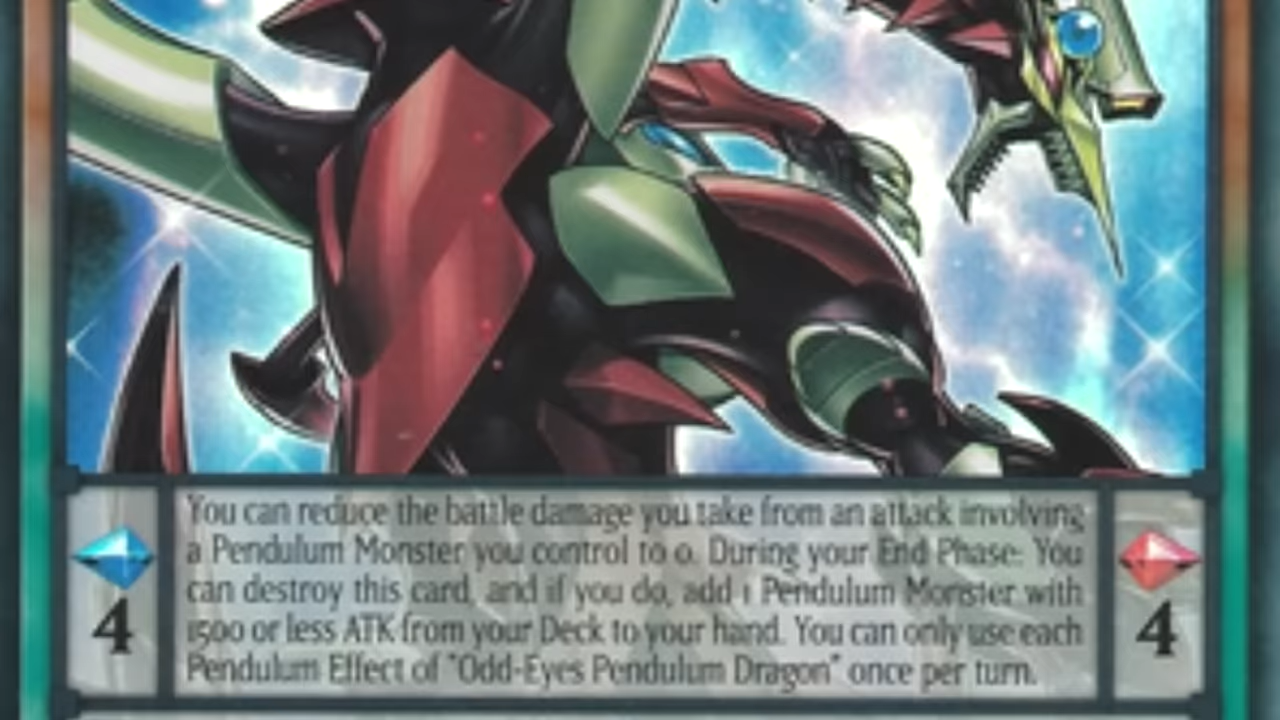 You can reduce the battle damage you take from an attack involving
a Pendulum Monster you control to 0. During your End Phase: You
can destroy this card, and if you do, add 1 Pendulum Monster with
1500 or less ATK from your Deck to your hand. You can only use each
Pendulum Effect of "Odd-Eyes Pendulum Dragon" once per turn.
4
4